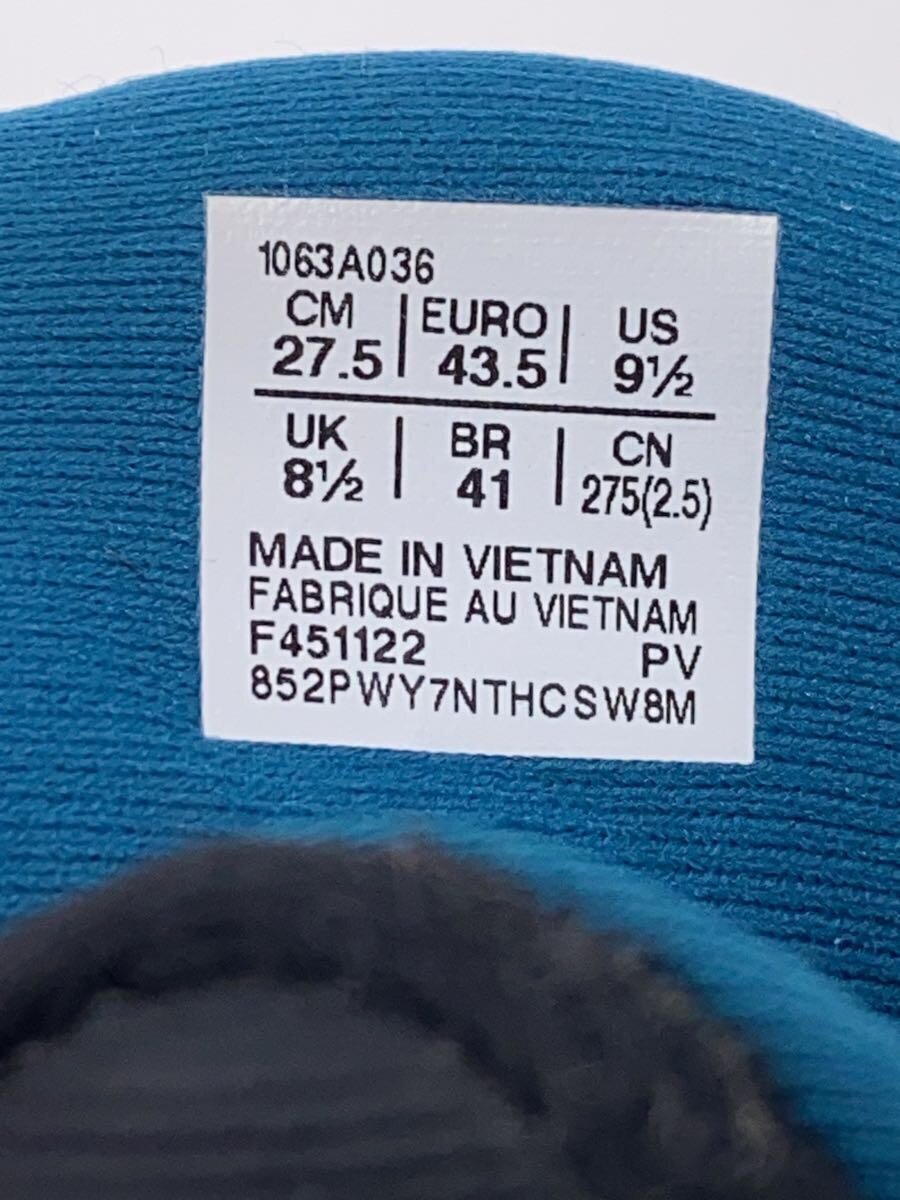 1063A036
CM | EURO | US
27.5 | 43.5 | 9½
UK | BR | CN
8½ | 41 | 275(2.5)
MADE IN VIETNAM
FABRIQUE AU VIETNAM
F451122 PV
852PWY7NTHCSW8M